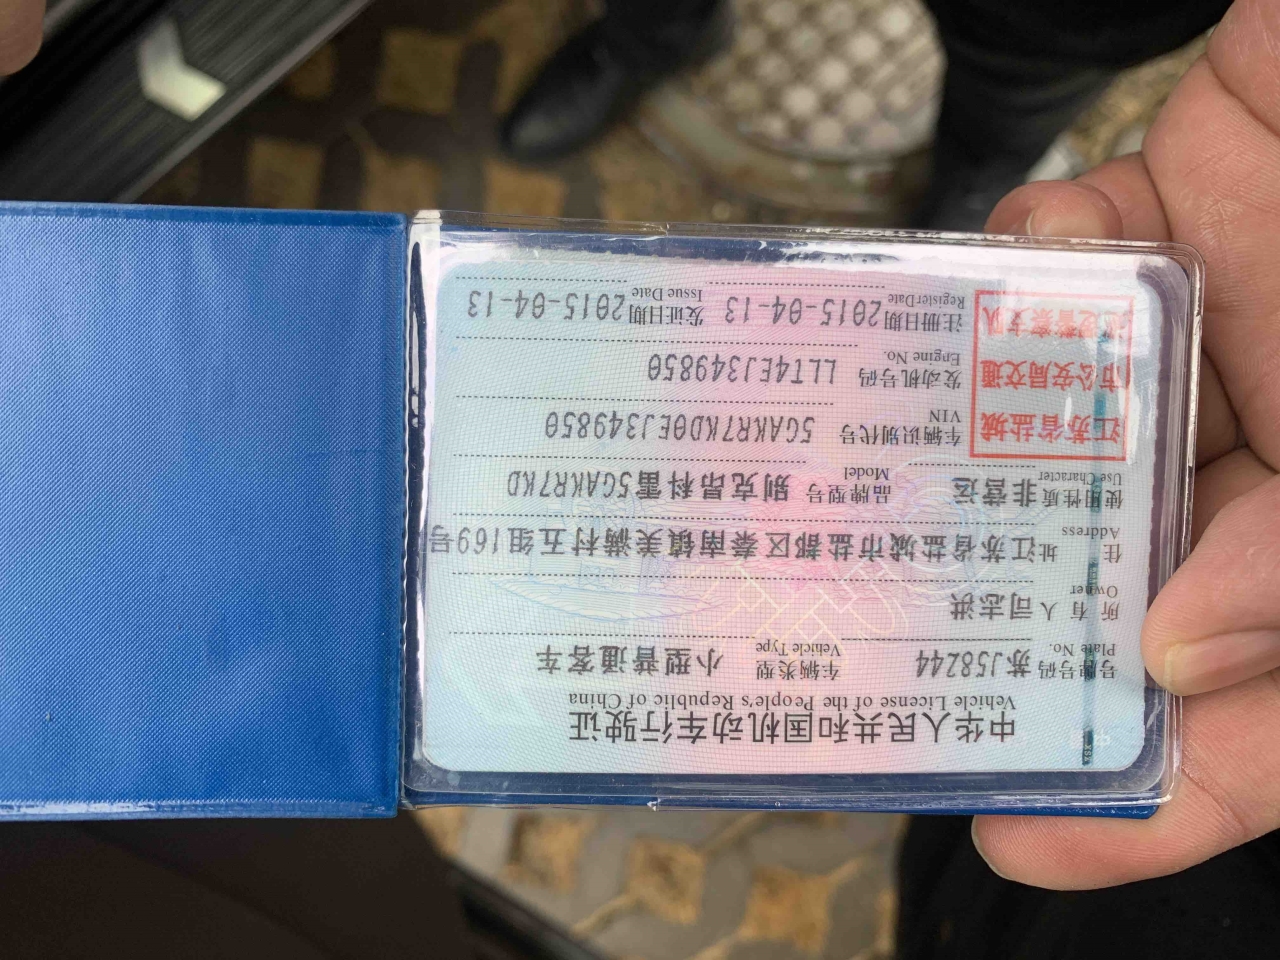 中华人民共和国机动车行驶证
Vehicle License of the People's Republic of China
号牌号码 苏J58Z44 车辆类型 小型普通客车
Plate No. Vehicle Type
所有人 司志洪
Owner
住址 江苏省盐城市盐都区秦南镇美满村五组169号
Address
使用性质 非营运 品牌型号 别克昂科雷5GAKR7KD
Use Character Model
江苏省盐城
市公安局交通
巡逻警察支队
车辆识别代号 5GAKR7KD0EJ349850
VIN
发动机号码 LLT4EJ349850
Engine No.
注册日期 2015-04-13 发证日期 2015-04-13
Register Date Issue Date